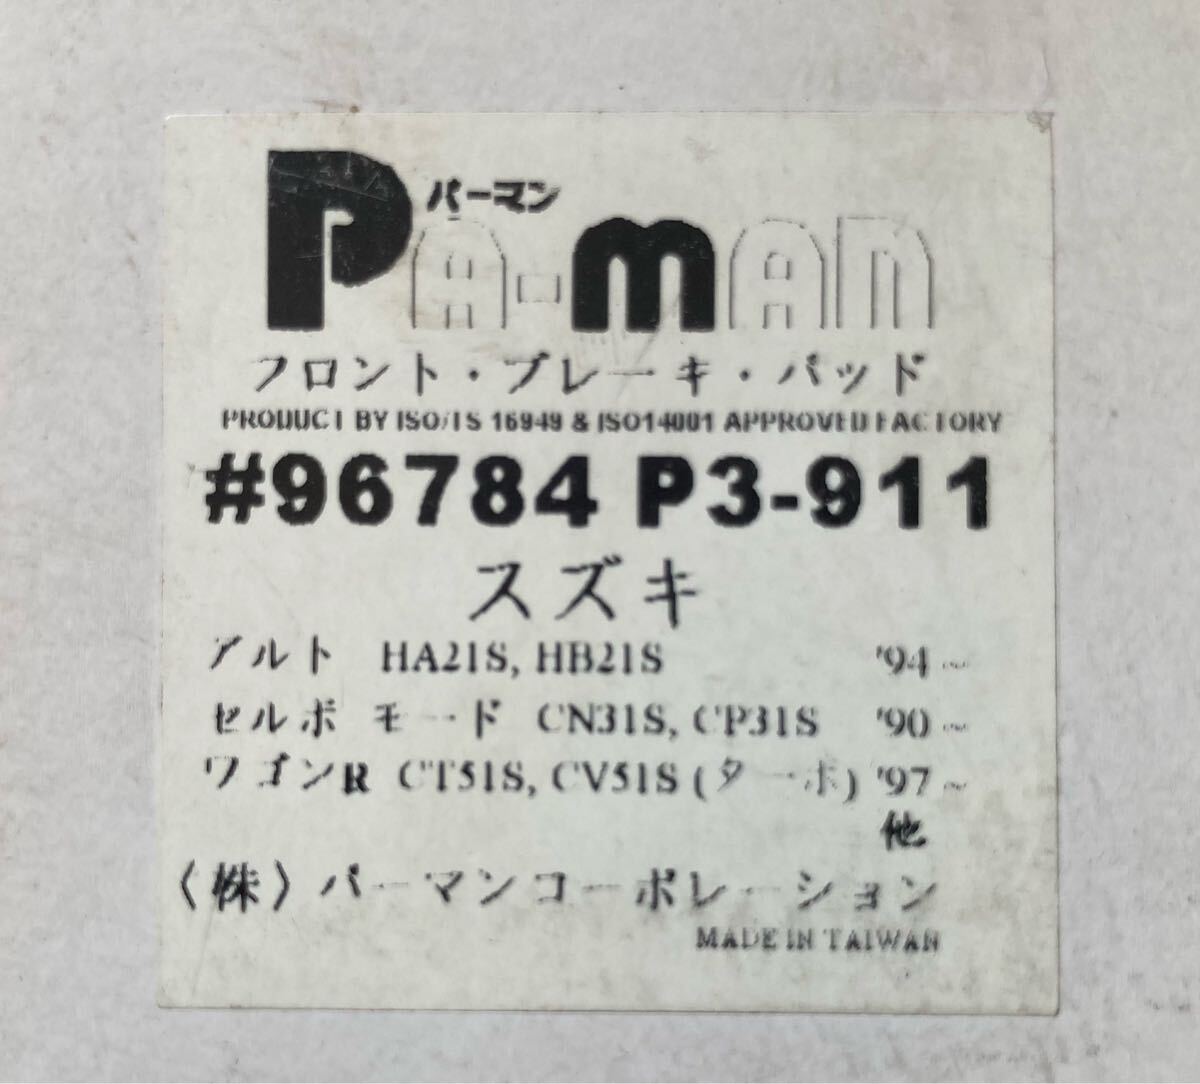 パーマン
PA-MAN
フロント・ブレーキ・パッド
PRODUCT BY ISO/TS 16949 & ISO14001 APPROVED FACTORY
#96784 P3-911
スズキ
アルト HA21S, HB21S '94～
セルボ モード CN31S, CP31S '90～
ワゴンR CT51S, CV51S (ターボ) '97～
他
〈株〉パーマンコーポレーション
MADE IN TAIWAN